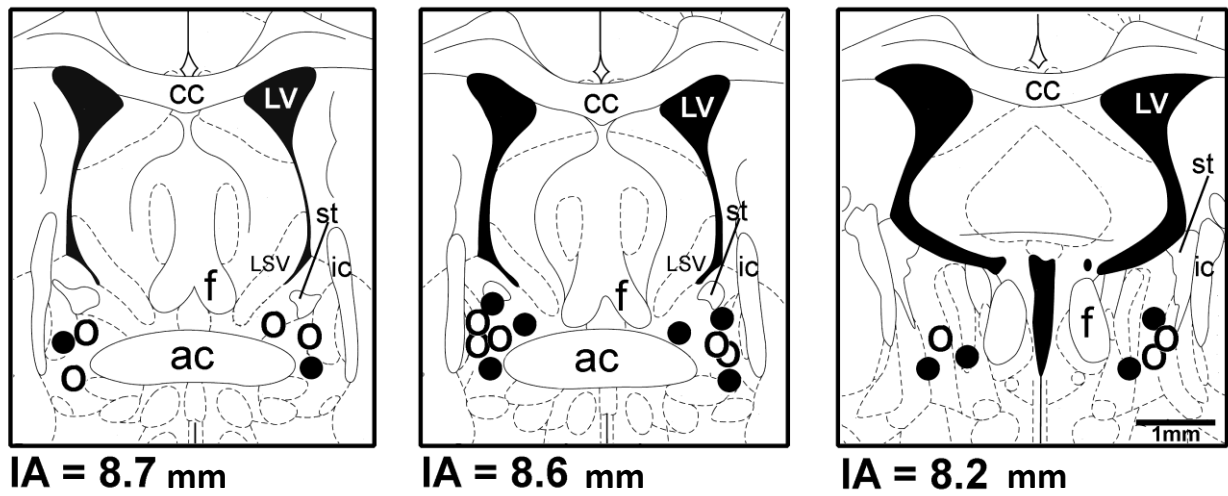 cc LV
st
LSV ic
f
ac
IA = 8.7 mm
cc LV
st
LSV ic
f
ac
IA = 8.6 mm
cc LV
st
ic
f
1mm
IA = 8.2 mm